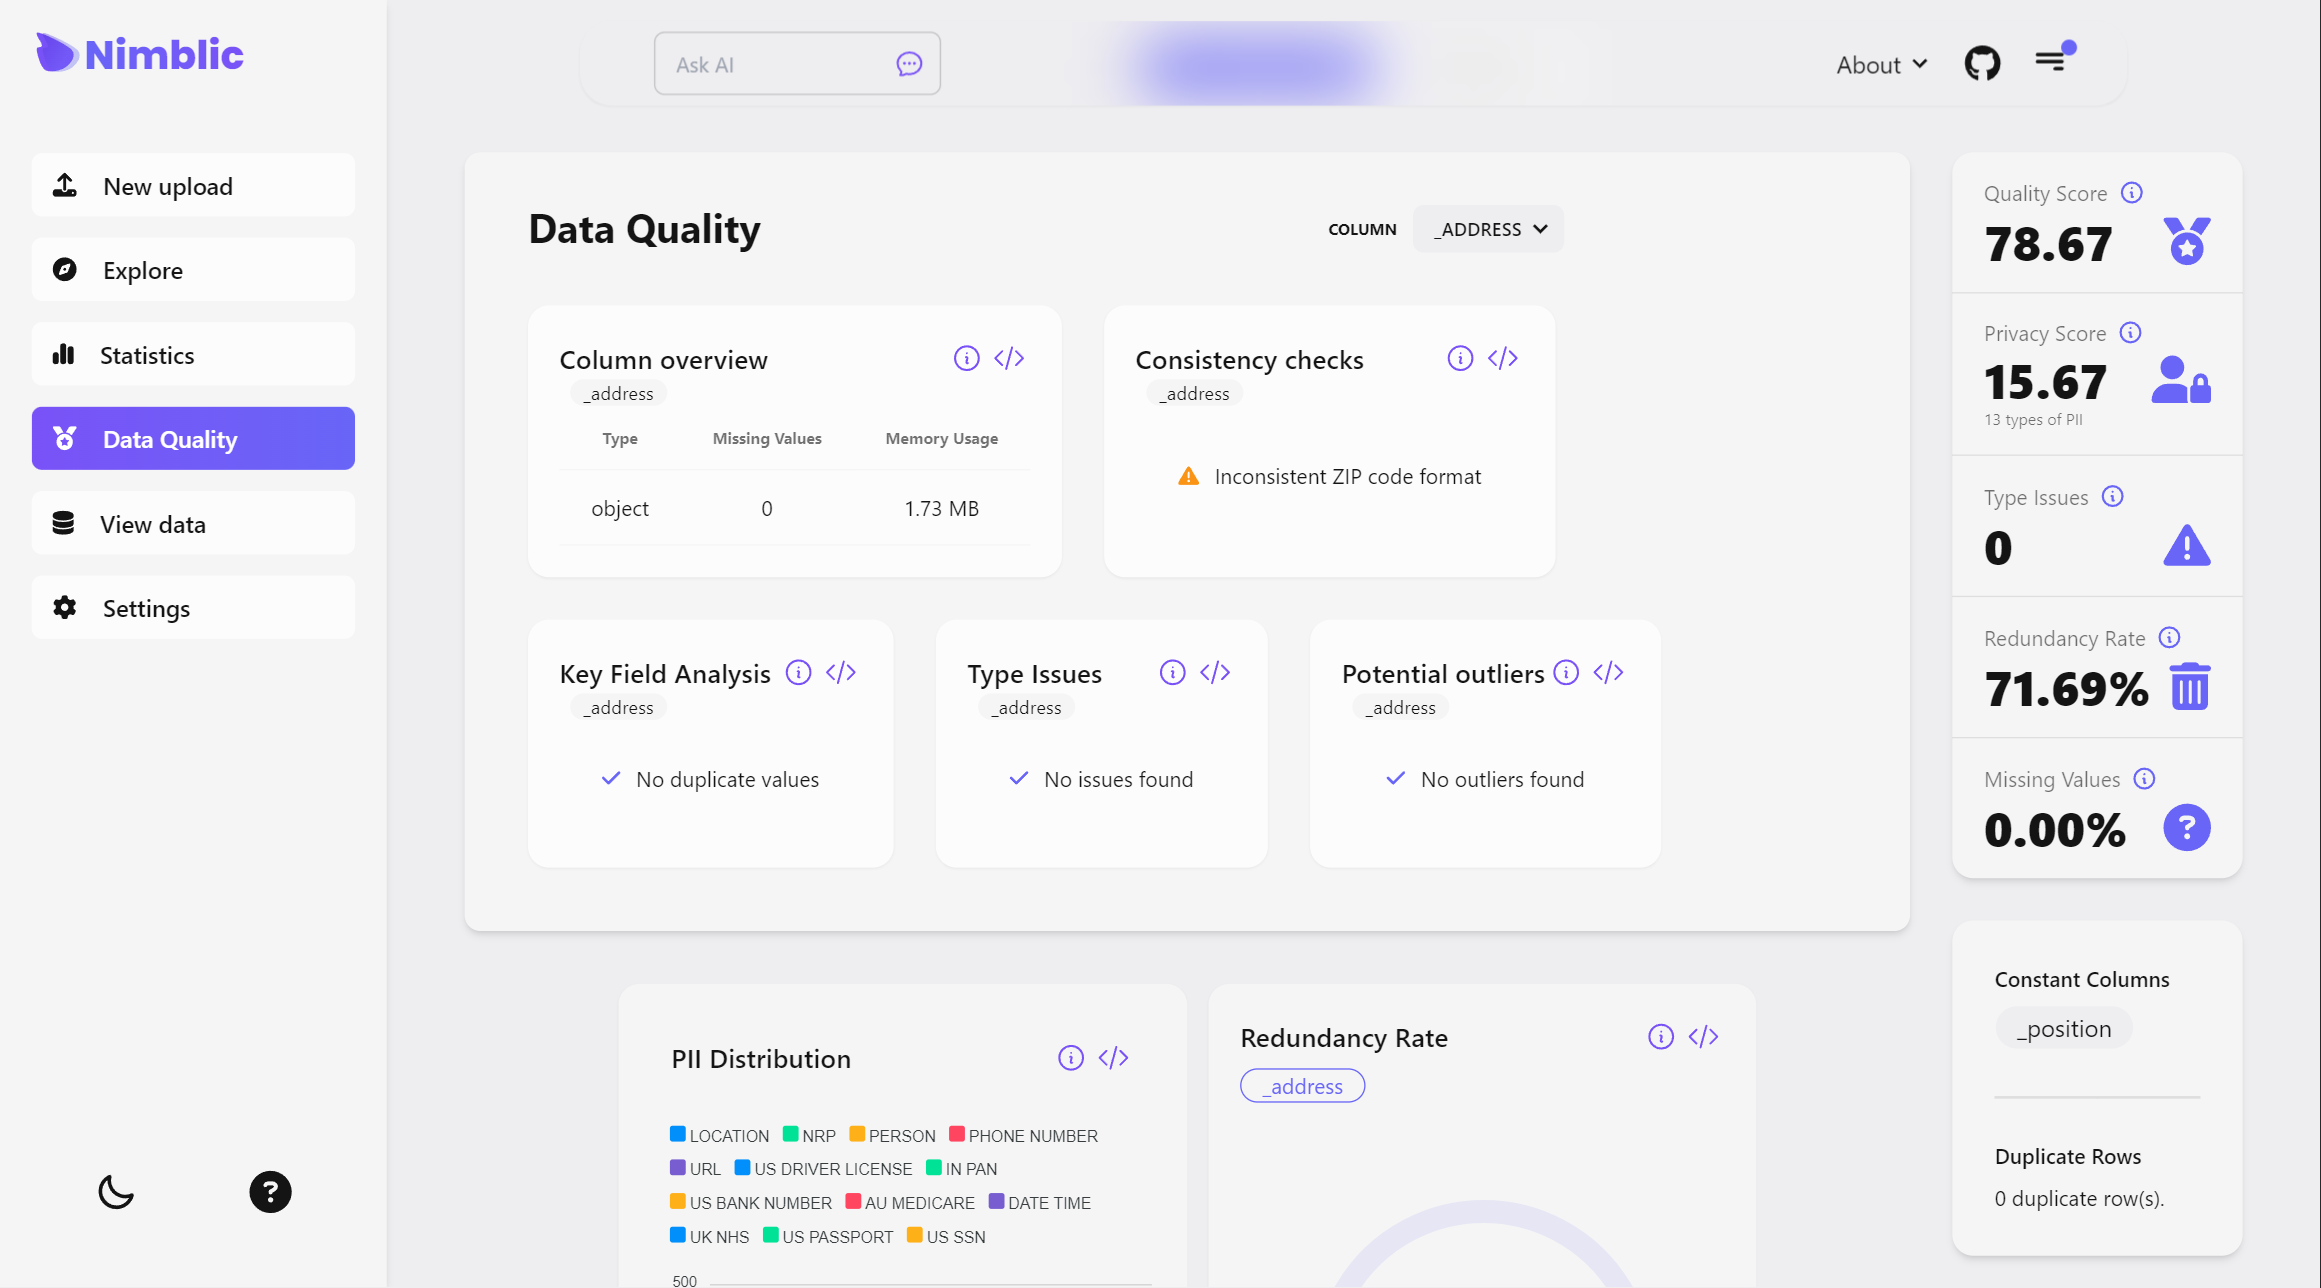 Nimblic
New upload
Explore
Statistics
Data Quality
View data
Settings
Ask AI
About
Data Quality
COLUMN _ADDRESS
Column overview
_address
Type Missing Values Memory Usage
object 0 1.73 MB
Consistency checks
_address
Inconsistent ZIP code format
Key Field Analysis
_address
No duplicate values
Type Issues
_address
No issues found
Potential outliers
_address
No outliers found
PII Distribution
LOCATION NRP PERSON PHONE NUMBER
URL US DRIVER LICENSE IN PAN
US BANK NUMBER AU MEDICARE DATE TIME
UK NHS US PASSPORT US SSN
500
Redundancy Rate
_address
Quality Score
78.67
Privacy Score
15.67
13 types of PII
Type Issues
0
Redundancy Rate
71.69%
Missing Values
0.00%
Constant Columns
_position
Duplicate Rows
0 duplicate row(s).